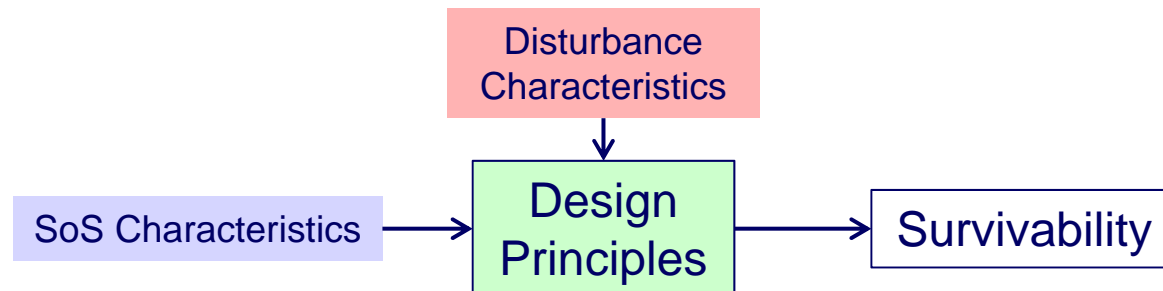 Disturbance
Characteristics
SoS Characteristics
Design
Principles
Survivability